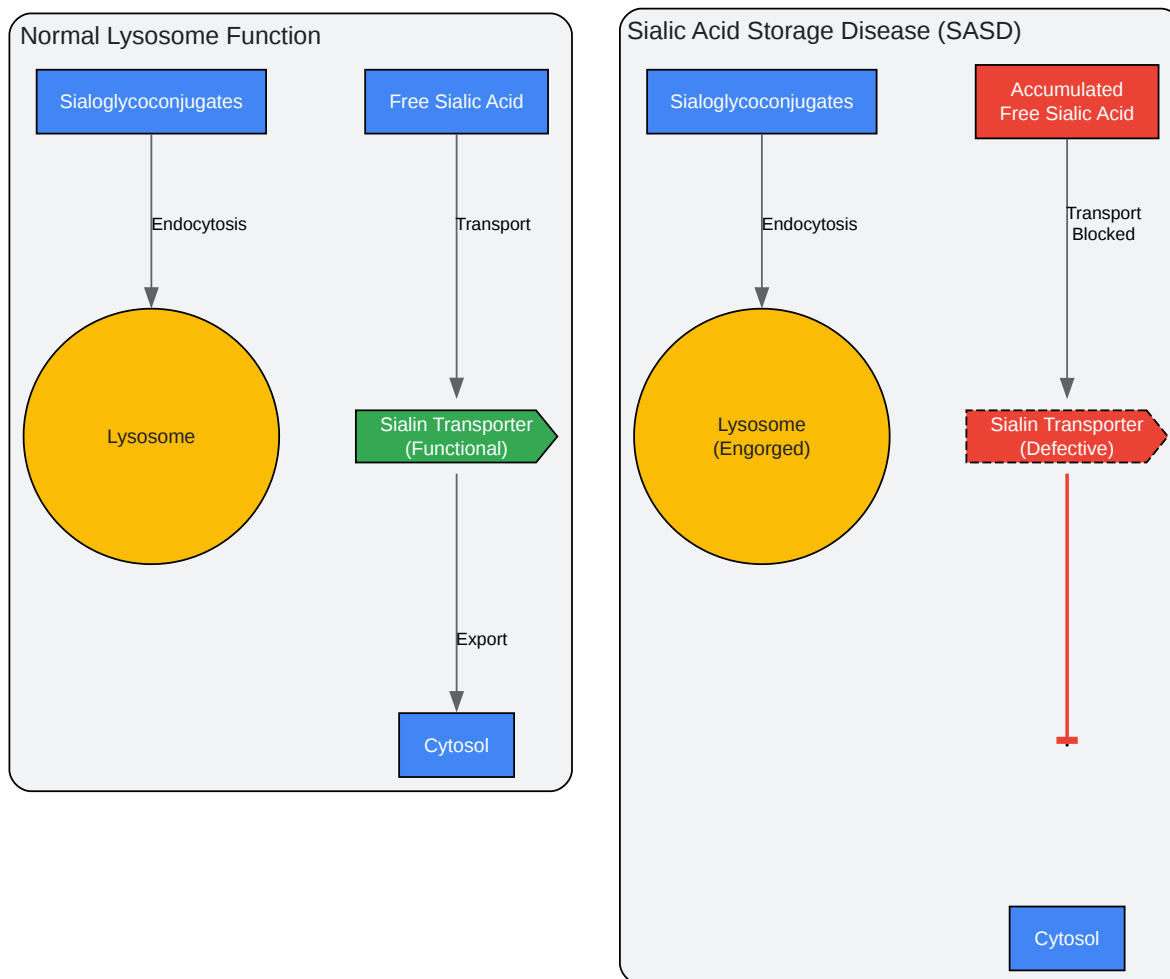 Normal Lysosome Function
Sialoglycoconjugates
Free Sialic Acid
Endocytosis
Transport
Lysosome
Sialin Transporter
(Functional)
Export
Cytosol
Sialic Acid Storage Disease (SASD)
Sialoglycoconjugates
Accumulated
Free Sialic Acid
Endocytosis
Transport
Blocked
Lysosome
(Engorged)
Sialin Transporter
(Defective)
Cytosol